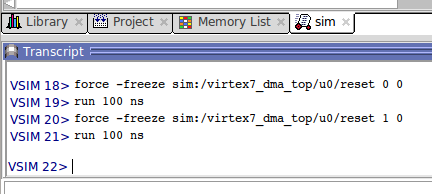 Library Project Memory List sim
Transcript
VSIM 18> force -freeze sim:/virtex7_dma_top/u0/reset 0 0
VSIM 19> run 100 ns
VSIM 20> force -freeze sim:/virtex7_dma_top/u0/reset 1 0
VSIM 21> run 100 ns
VSIM 22>